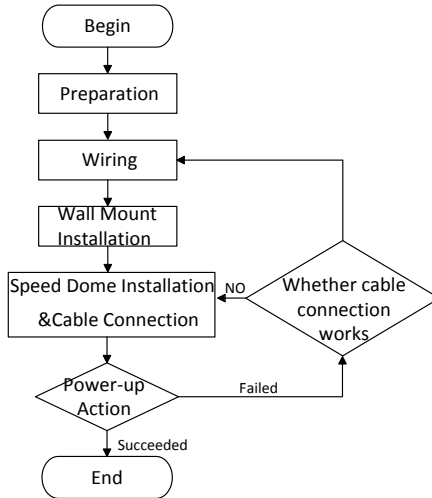 Begin
Preparation
Wiring
Wall Mount
Installation
Speed Dome Installation
&Cable Connection
NO
Whether cable
connection
works
Power-up
Action
Failed
Succeeded
End